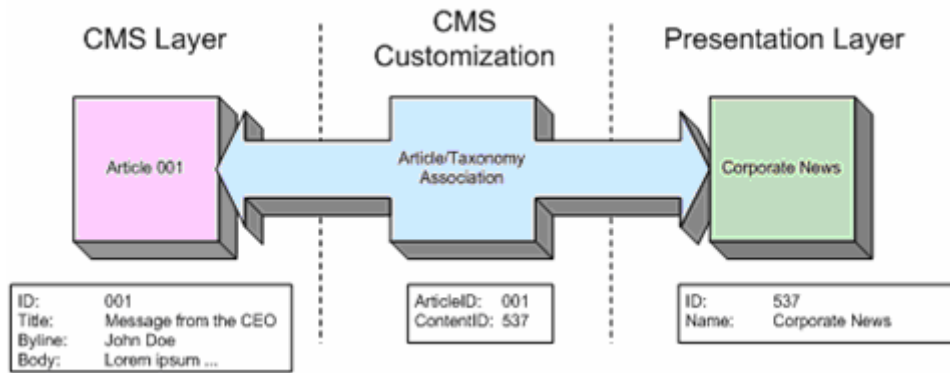 CMS Layer
CMS
Customization
Presentation Layer
Article 001
Article/Taxonomy
Association
Corporate News
ID: 001
Title: Message from the CEO
Byline: John Doe
Body: Lorem ipsum ...
ArticleID: 001
ContentID: 537
ID: 537
Name: Corporate News